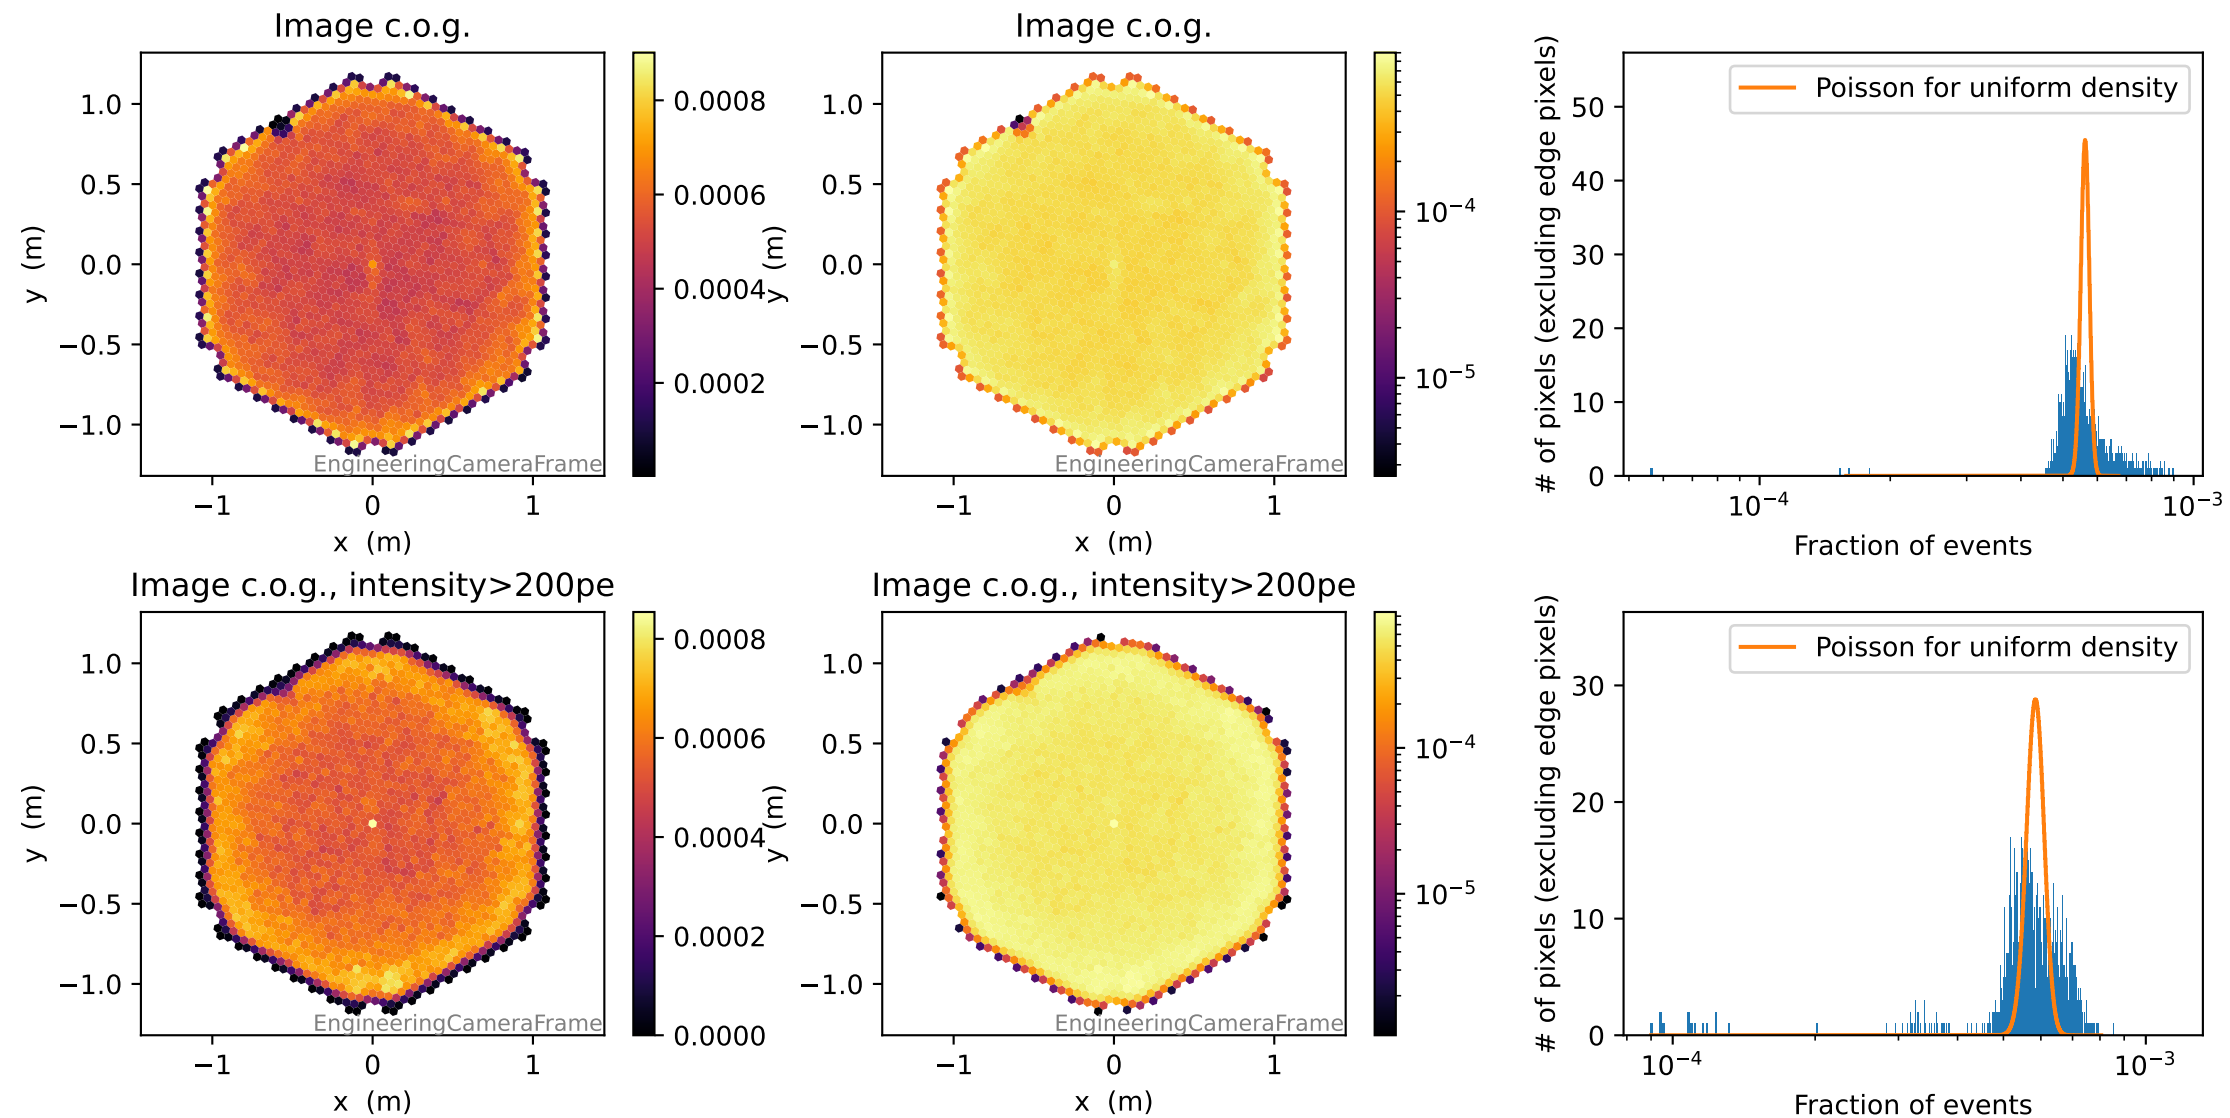 Image c.o.g.
1.0
0.5
0.0
−0.5
−1.0
y (m)
−1
0
1
x (m)
EngineeringCameraFrame
0.0008
0.0006
0.0004
0.0002
Image c.o.g.
1.0
0.5
0.0
−0.5
−1.0
y (m)
−1
0
1
x (m)
EngineeringCameraFrame
10⁻⁴
10⁻⁵
Poisson for uniform density
50
40
30
20
10
0
# of pixels (excluding edge pixels)
10⁻⁴
10⁻³
Fraction of events
Image c.o.g., intensity>200pe
1.0
0.5
0.0
−0.5
−1.0
y (m)
−1
0
1
x (m)
EngineeringCameraFrame
0.0008
0.0006
0.0004
0.0002
0.0000
Image c.o.g., intensity>200pe
1.0
0.5
0.0
−0.5
−1.0
y (m)
−1
0
1
x (m)
EngineeringCameraFrame
10⁻⁴
10⁻⁵
Poisson for uniform density
30
20
10
0
# of pixels (excluding edge pixels)
10⁻⁴
10⁻³
Fraction of events